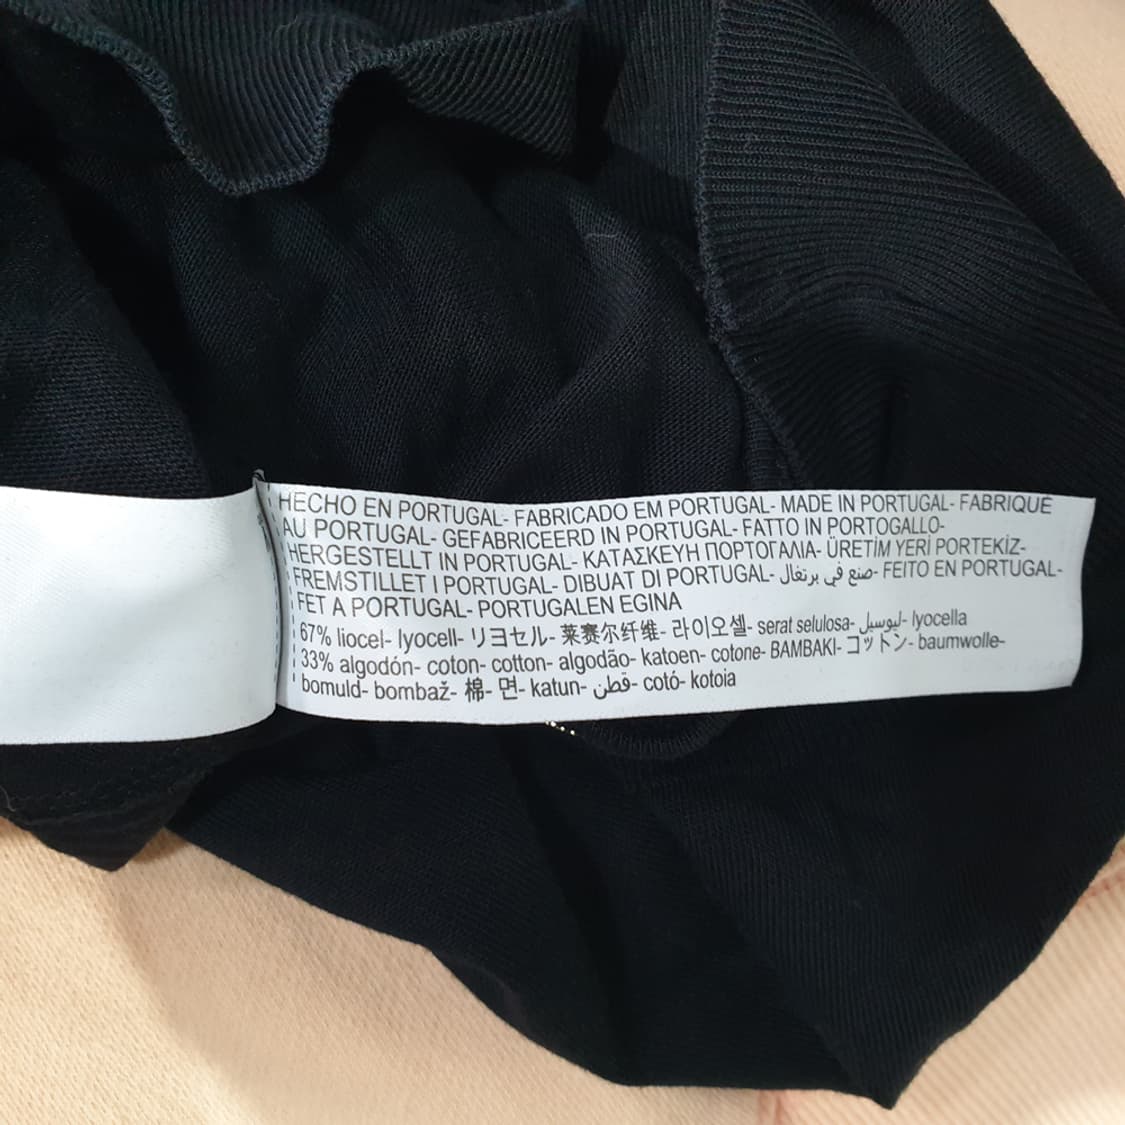 HECHO EN PORTUGAL- FABRICADO EM PORTUGAL- MADE IN PORTUGAL- FABRIQUÉ
AU PORTUGAL- GEFABRICEERD IN PORTUGAL- FATTO IN PORTOGALLO-
HERGESTELLT IN PORTUGAL- ΚΑΤΑΣΚΕΥΗ ΠΟΡΤΟΓΑΛΙΑ- ÜRETİM YERİ PORTEKİZ-
FREMSTILLET I PORTUGAL- DIBUAT DI PORTUGAL- صنع في برتغال- FEITO EN PORTUGAL-
FET A PORTUGAL- PORTUGALEN EGINA
67% liocel- lyocell- リヨセル- 莱赛尔纤维- 라이오셀- serat selulosa- ليوسيل- lyocella
33% algodón- coton- cotton- algodão- katoen- cotone- ΒΑΜΒΑΚΙ- コットン- baumwolle-
bomuld- bombaž- 棉- 면- katun- قطن- cotó- kotoia